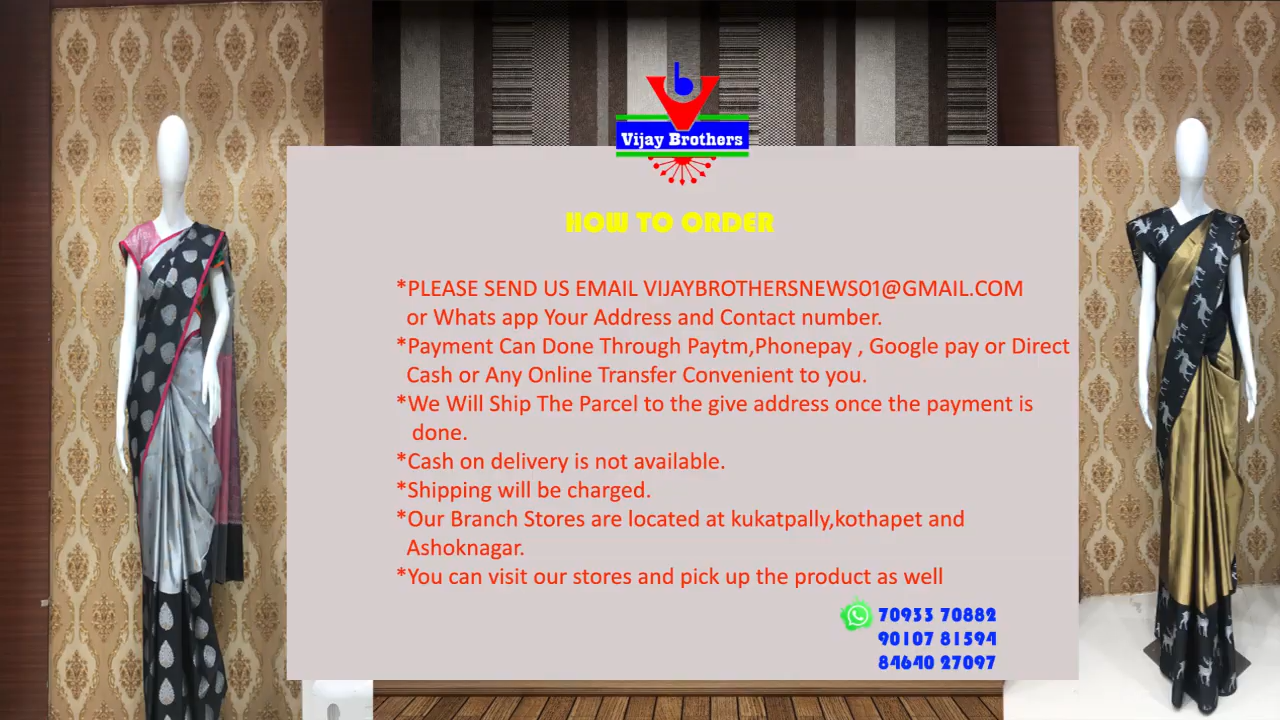 Vijay Brothers
HOW TO ORDER
*PLEASE SEND US EMAIL VIJAYBROTHERSNEWS01@GMAIL.COM
or Whats app Your Address and Contact number.
*Payment Can Done Through Paytm,Phonepay , Google pay or Direct
Cash or Any Online Transfer Convenient to you.
*We Will Ship The Parcel to the give address once the payment is
done.
*Cash on delivery is not available.
*Shipping will be charged.
*Our Branch Stores are located at kukatpally,kothapet and
Ashoknagar.
*You can visit our stores and pick up the product as well
70933 70882
90107 81594
84640 27097